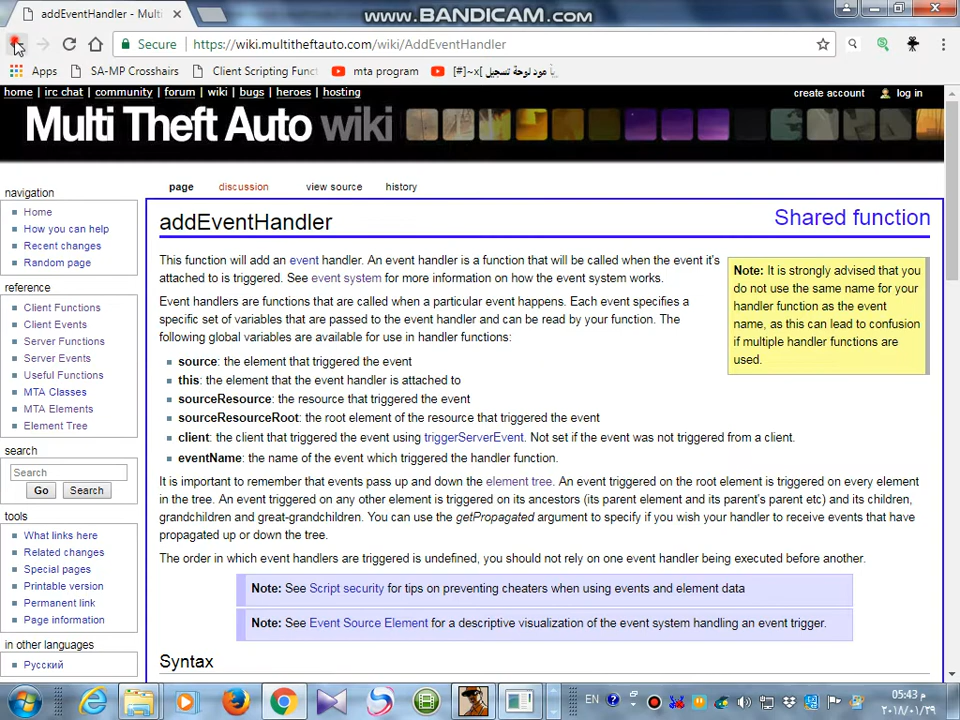 addEventHandler - Multi
www.BANDICAM.com
Secure
https://wiki.multitheftauto.com/wiki/AddEventHandler
Apps
SA-MP Crosshairs
Client Scripting Funct
mta program
[#]~x[ يأ مود لوحة تسجيل
home | irc chat | community | forum | wiki | bugs | heroes | hosting
create account
log in
Multi Theft Auto wiki
page
discussion
view source
history
navigation
Home
How you can help
Recent changes
Random page
reference
Client Functions
Client Events
Server Functions
Server Events
Useful Functions
MTA Classes
MTA Elements
Element Tree
search
Search
Go
Search
tools
What links here
Related changes
Special pages
Printable version
Permanent link
Page information
in other languages
Русский
addEventHandler
Shared function
This function will add an event handler. An event handler is a function that will be called when the event it's
attached to is triggered. See event system for more information on how the event system works.
Note: It is strongly advised that you
do not use the same name for your
handler function as the event
name, as this can lead to confusion
if multiple handler functions are
used.
Event handlers are functions that are called when a particular event happens. Each event specifies a
specific set of variables that are passed to the event handler and can be read by your function. The
following global variables are available for use in handler functions:
source: the element that triggered the event
this: the element that the event handler is attached to
sourceResource: the resource that triggered the event
sourceResourceRoot: the root element of the resource that triggered the event
client: the client that triggered the event using triggerServerEvent. Not set if the event was not triggered from a client.
eventName: the name of the event which triggered the handler function.
It is important to remember that events pass up and down the element tree. An event triggered on the root element is triggered on every element
in the tree. An event triggered on any other element is triggered on its ancestors (its parent element and its parent's parent etc) and its children,
grandchildren and great-grandchildren. You can use the getPropagated argument to specify if you wish your handler to receive events that have
propagated up or down the tree.
The order in which event handlers are triggered is undefined, you should not rely on one event handler being executed before another.
Note: See Script security for tips on preventing cheaters when using events and element data
Note: See Event Source Element for a descriptive visualization of the event system handling an event trigger.
Syntax
EN
05:43 م
٢٠١٨/٠١/٢٩